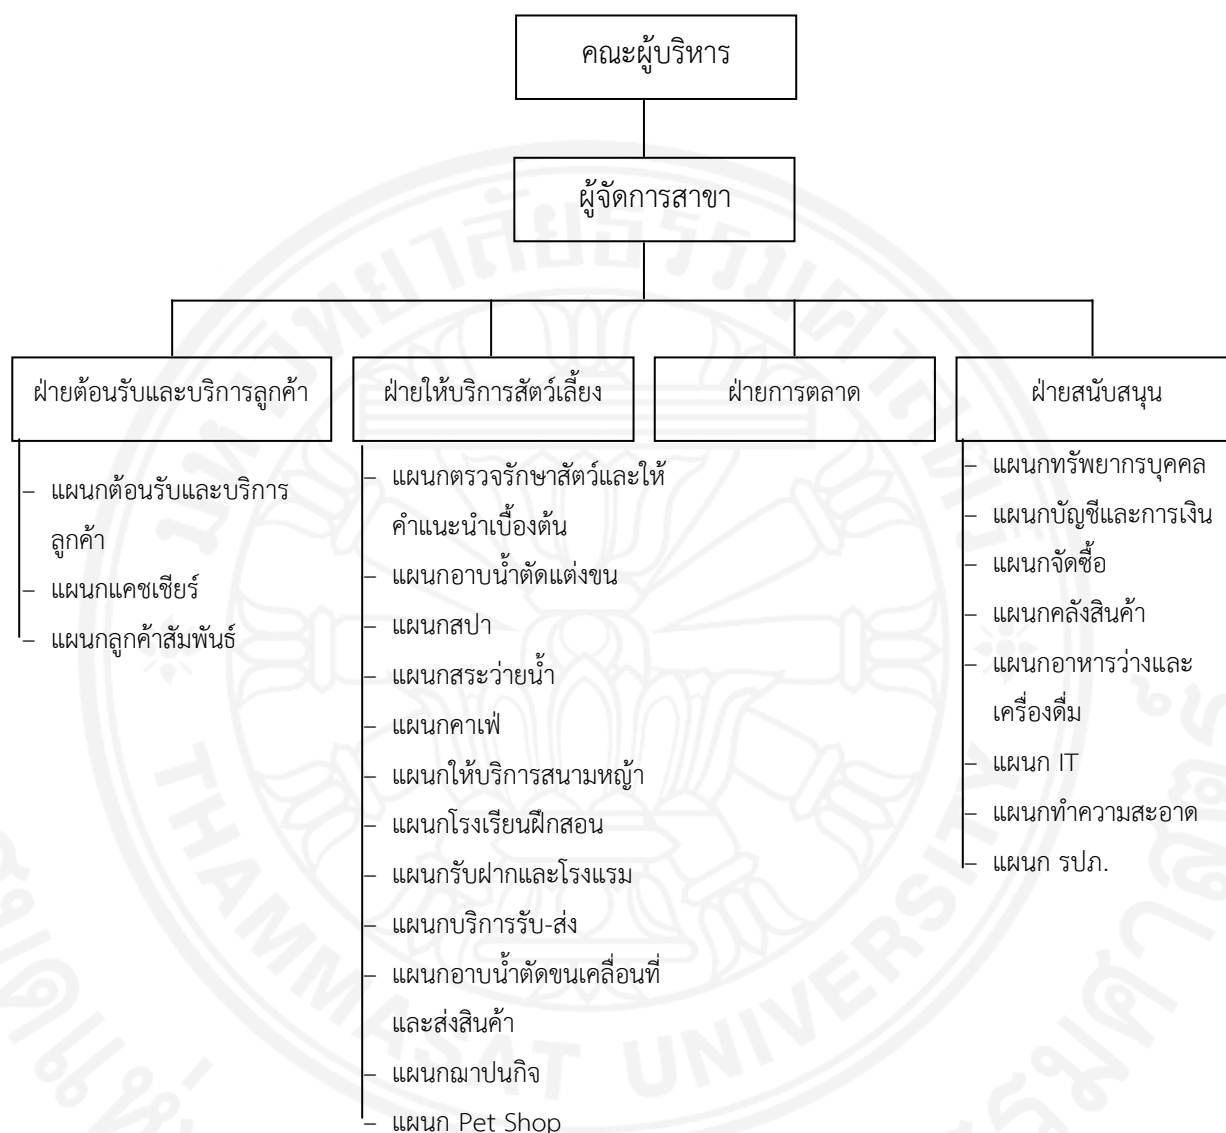 คณะผู้บริหาร
ผู้จัดการสาขา
ฝ่ายต้อนรับและบริการลูกค้า
– แผนกต้อนรับและบริการ
ลูกค้า
– แผนกแคชเชียร์
– แผนกลูกค้าสัมพันธ์
ฝ่ายให้บริการสัตว์เลี้ยง
– แผนกตรวจรักษาสัตว์และให้
คำแนะนำเบื้องต้น
– แผนกอาบน้ำตัดแต่งขน
– แผนกสปา
– แผนกสระว่ายน้ำ
– แผนกคาเฟ่
– แผนกให้บริการสนามหญ้า
– แผนกโรงเรียนฝึกสอน
– แผนกรับฝากและโรงแรม
– แผนกบริการรับ-ส่ง
– แผนกอาบน้ำตัดขนเคลื่อนที่
และส่งสินค้า
– แผนกฌาปนกิจ
– แผนก Pet Shop
ฝ่ายการตลาด
ฝ่ายสนับสนุน
– แผนกทรัพยากรบุคคล
– แผนกบัญชีและการเงิน
– แผนกจัดซื้อ
– แผนกคลังสินค้า
– แผนกอาหารว่างและ
เครื่องดื่ม
– แผนก IT
– แผนกทำความสะอาด
– แผนก รปภ.
มหาวิทยาลัยธรรมศาสตร์
THAMMASAT UNIVERSITY